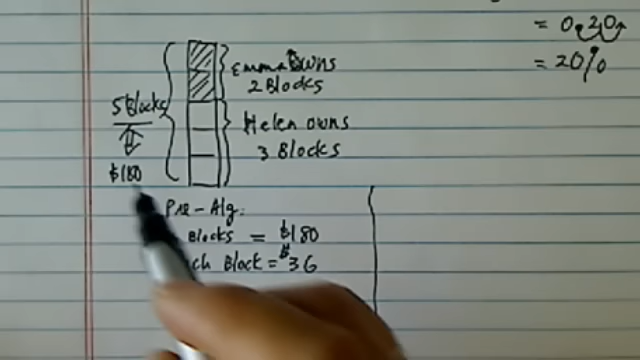 = 0.20
= 20%
Emma owns
2 Blocks
5 Blocks
Helen owns
3 Blocks
$180
Pre-Alg:
Blocks = $180
ch Block = $36